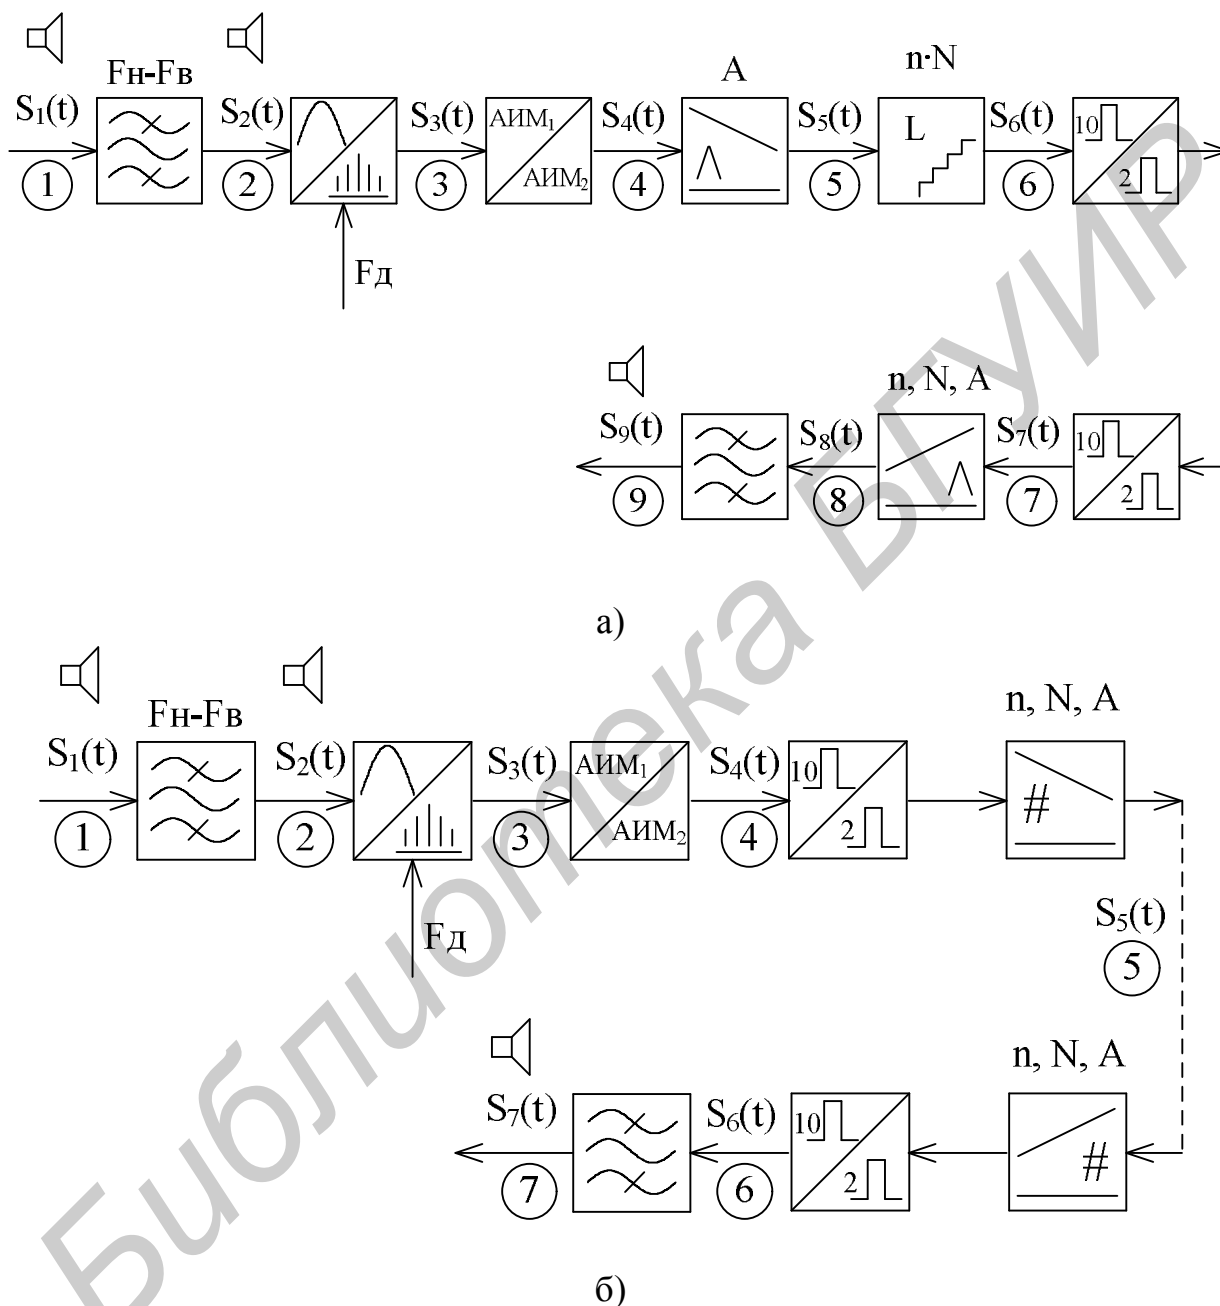 Fн-Fв
A
n·N
S₁(t)
S₂(t)
S₃(t)
S₄(t)
S₅(t)
S₆(t)
АИМ₁
АИМ₂
L
10
2
1
2
3
4
5
6
Fд
n, N, A
S₉(t)
S₈(t)
S₇(t)
10
2
9
8
7
а)
Fн-Fв
n, N, A
S₁(t)
S₂(t)
S₃(t)
S₄(t)
АИМ₁
АИМ₂
10
2
#
1
2
3
4
Fд
S₅(t)
5
n, N, A
S₇(t)
S₆(t)
10
2
#
7
6
б)
Библиотека БГУИР